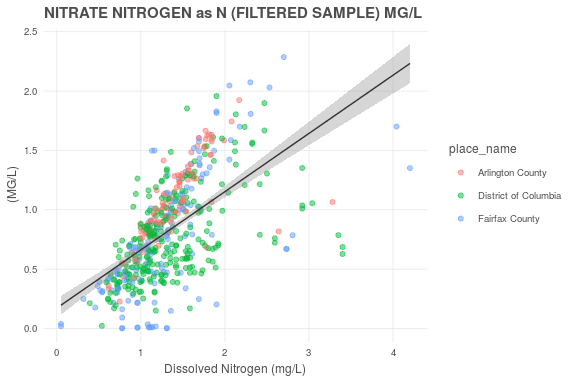 NITRATE NITROGEN as N (FILTERED SAMPLE) MG/L
2.5
2.0
1.5
1.0
0.5
0.0
(MG/L)
0
1
2
3
4
Dissolved Nitrogen (mg/L)
place_name
Arlington County
District of Columbia
Fairfax County